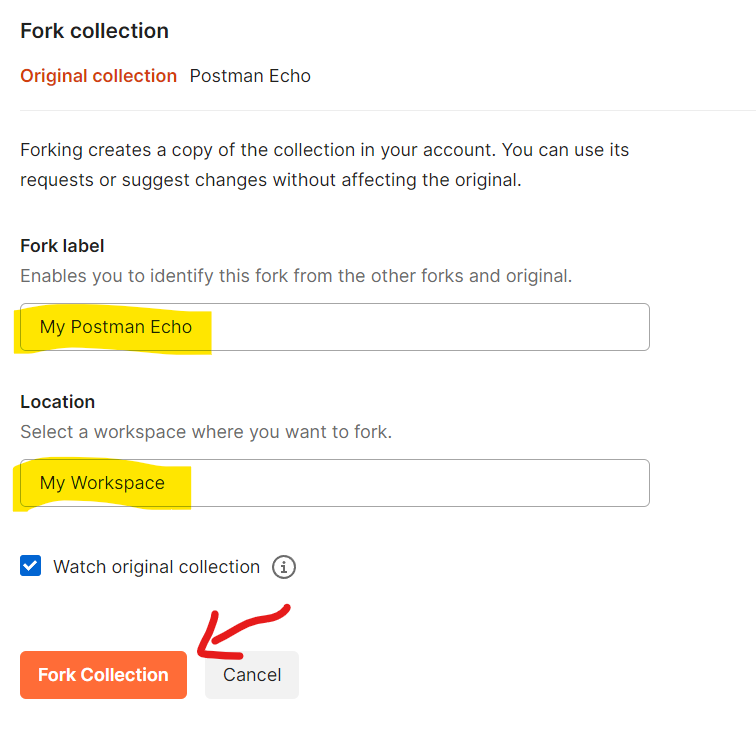 Fork collection
Original collection Postman Echo
Forking creates a copy of the collection in your account. You can use its
requests or suggest changes without affecting the original.
Fork label
Enables you to identify this fork from the other forks and original.
My Postman Echo
Location
Select a workspace where you want to fork.
My Workspace
Watch original collection
Fork Collection Cancel